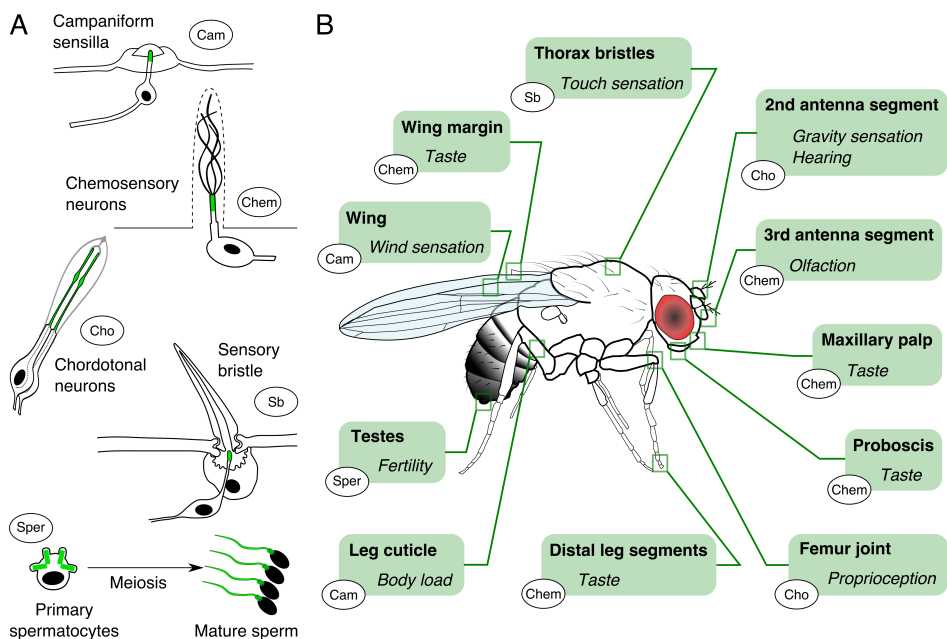 A
Campaniform
sensilla
Cam
Chemosensory
neurons
Chem
Cho
Chordotonal
neurons
Sensory
bristle
Sb
Sper
Meiosis
Primary
spermatocytes
Mature sperm
B
Thorax bristles
Touch sensation
Sb
Wing margin
Taste
Chem
Wing
Wind sensation
Cam
2nd antenna segment
Gravity sensation
Hearing
Cho
3rd antenna segment
Olfaction
Chem
Maxillary palp
Taste
Chem
Proboscis
Taste
Chem
Testes
Fertility
Sper
Leg cuticle
Body load
Cam
Distal leg segments
Taste
Chem
Femur joint
Proprioception
Cho